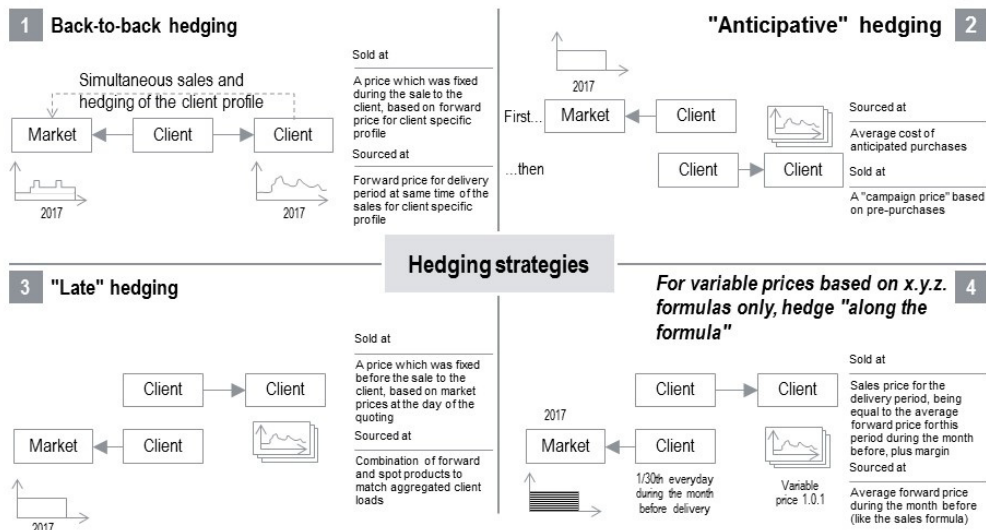 1
Back-to-back hedging
Simultaneous sales and
hedging of the client profile
Market
Client
Client
2017
2017
Sold at
A price which was fixed
during the sale to the
client, based on forward
price for client specific
profile
Sourced at
Forward price for delivery
period at same time of the
sales for client specific
profile
"Anticipative" hedging
2
2017
First...
Market
Client
...then
Client
Client
Sourced at
Average cost of
anticipated purchases
Sold at
A "campaign price" based
on pre-purchases
Hedging strategies
3
"Late" hedging
Client
Client
Market
Client
2017
Sold at
A price which was fixed
before the sale to the
client, based on market
prices at the day of the
quoting
Sourced at
Combination of forward
and spot products to
match aggregated client
loads
For variable prices based on x.y.z.
formulas only, hedge "along the
formula"
4
Client
Client
2017
Market
Client
1/30th everyday
during the month
before delivery
Variable
price 1.0.1
Sold at
Sales price for the
delivery period, being
equal to the average
forward price forthis
period during the month
before, plus margin
Sourced at
Average forward price
during the month before
(like the sales formula)